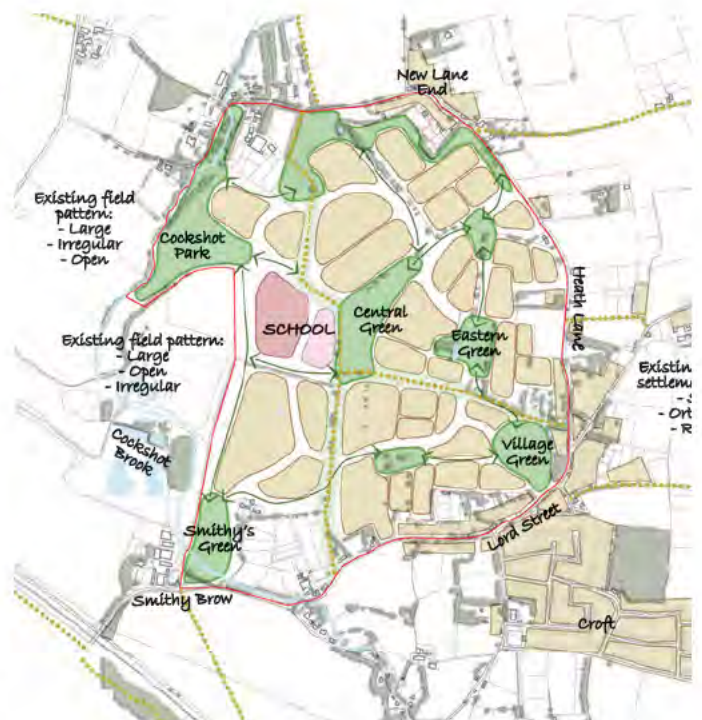 New Lane
End
Existing field
pattern:
- Large
- Irregular
- Open
Cockshot
Park
Heath Lane
SCHOOL
Central
Green
Eastern
Green
Existing field pattern:
- Large
- Open
- Irregular
Existin
settlem
- Ort
- R
Cockshot
Brook
Village
Green
Smithy's
Green
Lord Street
Smithy Brow
Croft